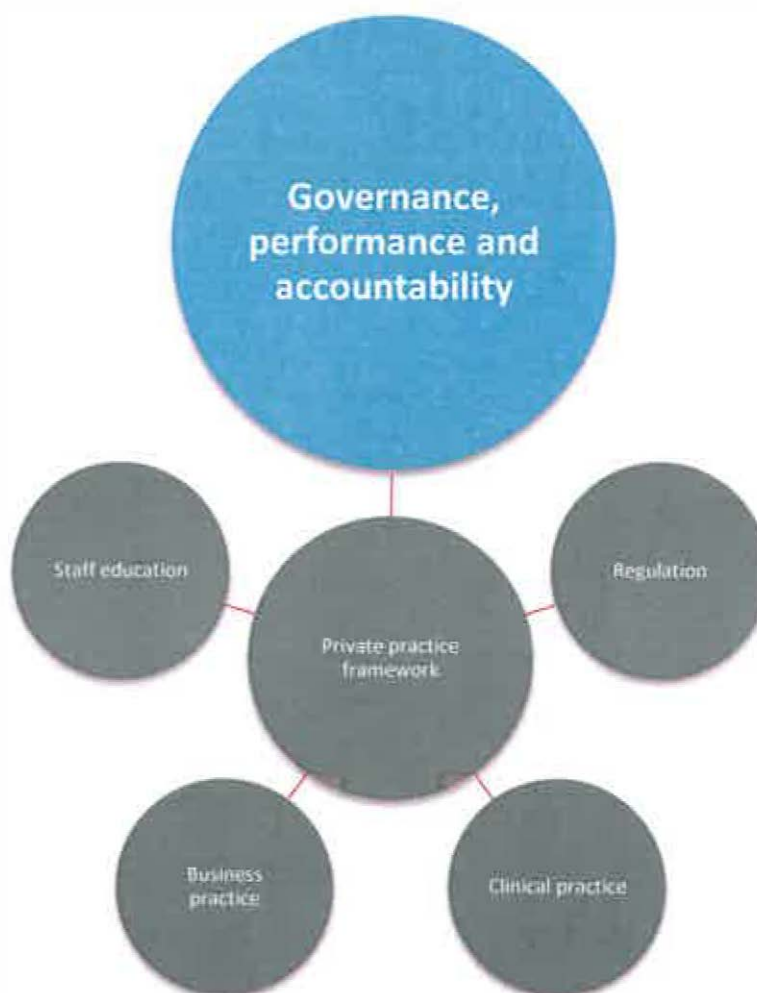 Governance,
performance and
accountability
Staff education
Regulation
Private practice
framework
Business
practice
Clinical practice